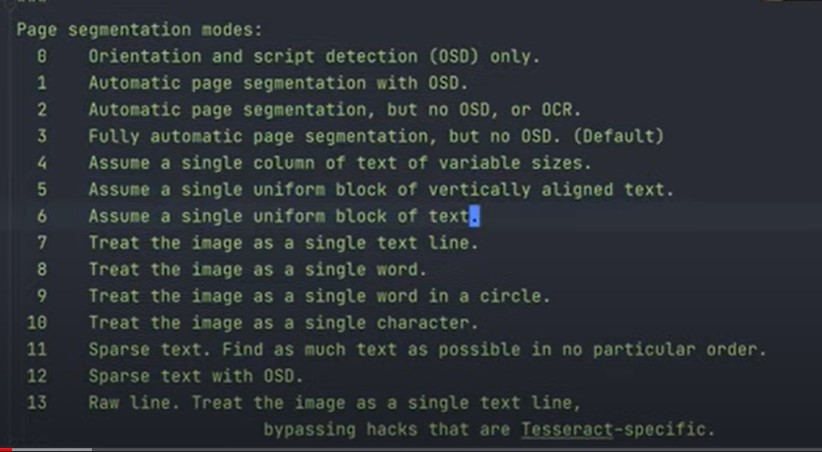 """
Page segmentation modes:
0 Orientation and script detection (OSD) only.
1 Automatic page segmentation with OSD.
2 Automatic page segmentation, but no OSD, or OCR.
3 Fully automatic page segmentation, but no OSD. (Default)
4 Assume a single column of text of variable sizes.
5 Assume a single uniform block of vertically aligned text.
6 Assume a single uniform block of text.
7 Treat the image as a single text line.
8 Treat the image as a single word.
9 Treat the image as a single word in a circle.
10 Treat the image as a single character.
11 Sparse text. Find as much text as possible in no particular order.
12 Sparse text with OSD.
13 Raw line. Treat the image as a single text line,
bypassing hacks that are Tesseract-specific.